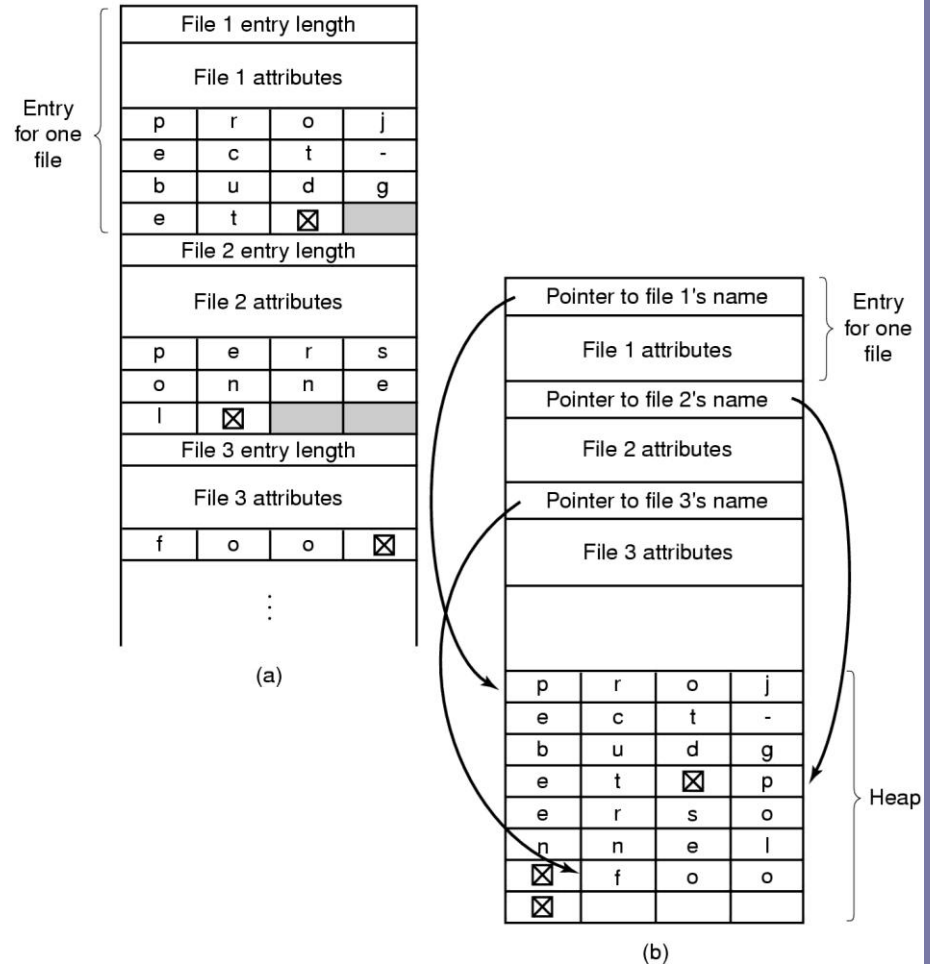 File 1 entry length
File 1 attributes
Entry
for one
file
p r o j
e c t -
b u d g
e t
File 2 entry length
File 2 attributes
p e r s
o n n e
l
File 3 entry length
File 3 attributes
f o o
⋮
(a)
Pointer to file 1's name
File 1 attributes
Entry
for one
file
Pointer to file 2's name
File 2 attributes
Pointer to file 3's name
File 3 attributes
p r o j
e c t -
b u d g
e t p
e r s o
n n e l
f o o
Heap
(b)